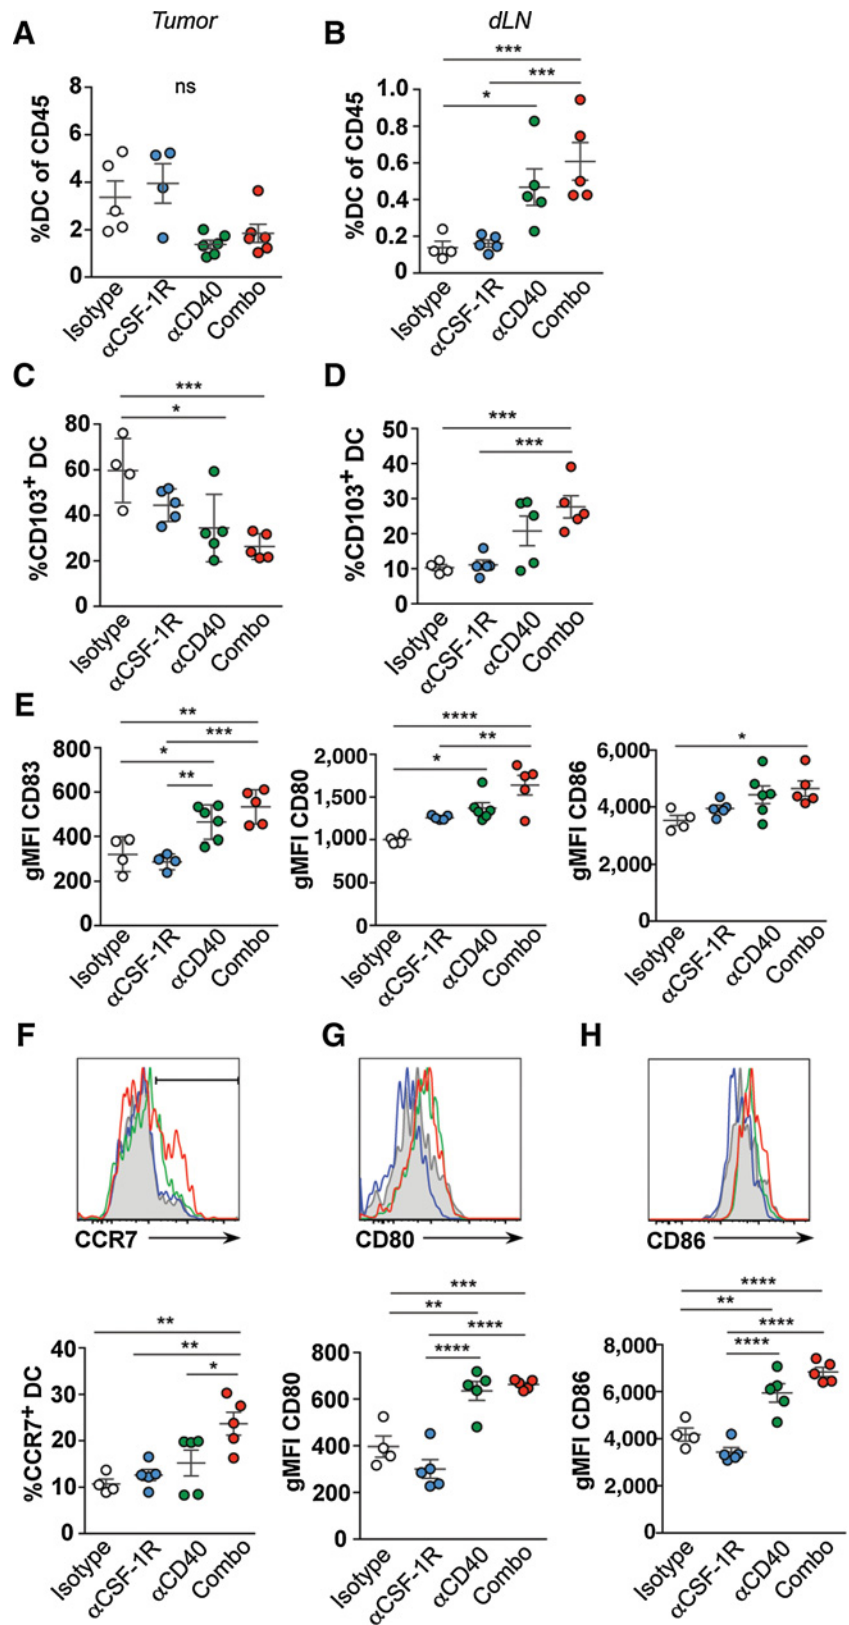 Tumor
dLN
A
B
ns
***
***
*
%DC of CD45
8
6
4
2
0
Isotype
αCSF-1R
αCD40
Combo
%DC of CD45
1.0
0.8
0.6
0.4
0.2
0
Isotype
αCSF-1R
αCD40
Combo
C
D
***
*
%CD103+ DC
80
60
40
20
0
Isotype
αCSF-1R
αCD40
Combo
***
***
%CD103+ DC
50
40
30
20
10
0
Isotype
αCSF-1R
αCD40
Combo
E
**
***
*
**
gMFI CD83
800
600
400
200
0
Isotype
αCSF-1R
αCD40
Combo
****
**
*
gMFI CD80
2,000
1,500
1,000
500
0
Isotype
αCSF-1R
αCD40
Combo
*
gMFI CD86
6,000
4,000
2,000
0
Isotype
αCSF-1R
αCD40
Combo
F
G
H
CCR7
CD80
CD86
**
**
*
%CCR7+ DC
40
30
20
10
0
Isotype
αCSF-1R
αCD40
Combo
***
**
****
****
gMFI CD80
800
600
400
200
0
Isotype
αCSF-1R
αCD40
Combo
****
**
****
****
gMFI CD86
8,000
6,000
4,000
2,000
0
Isotype
αCSF-1R
αCD40
Combo